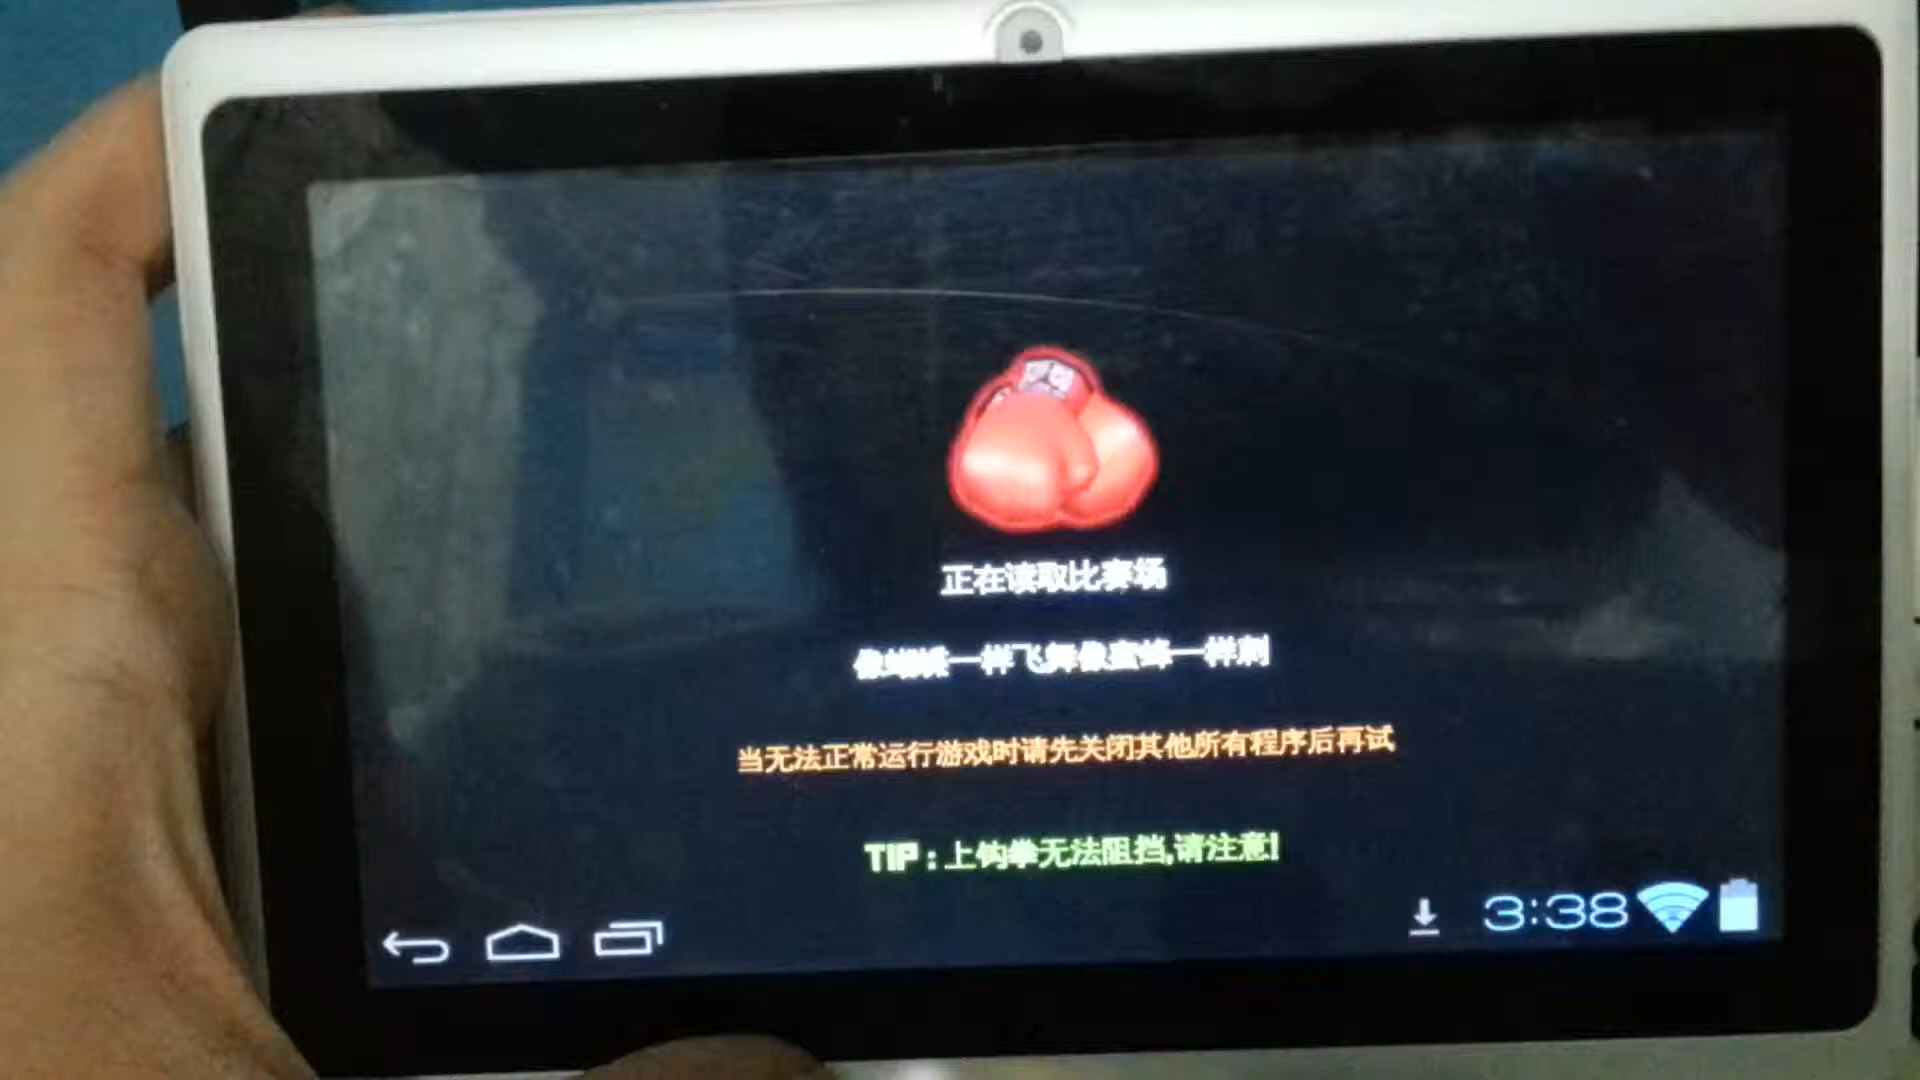 正在读取比赛场
像蝴蝶一样飞舞像蜜蜂一样刺
当无法正常运行游戏时请先关闭其他所有程序后再试
TIP : 上钩拳无法阻挡,请注意!
3:38